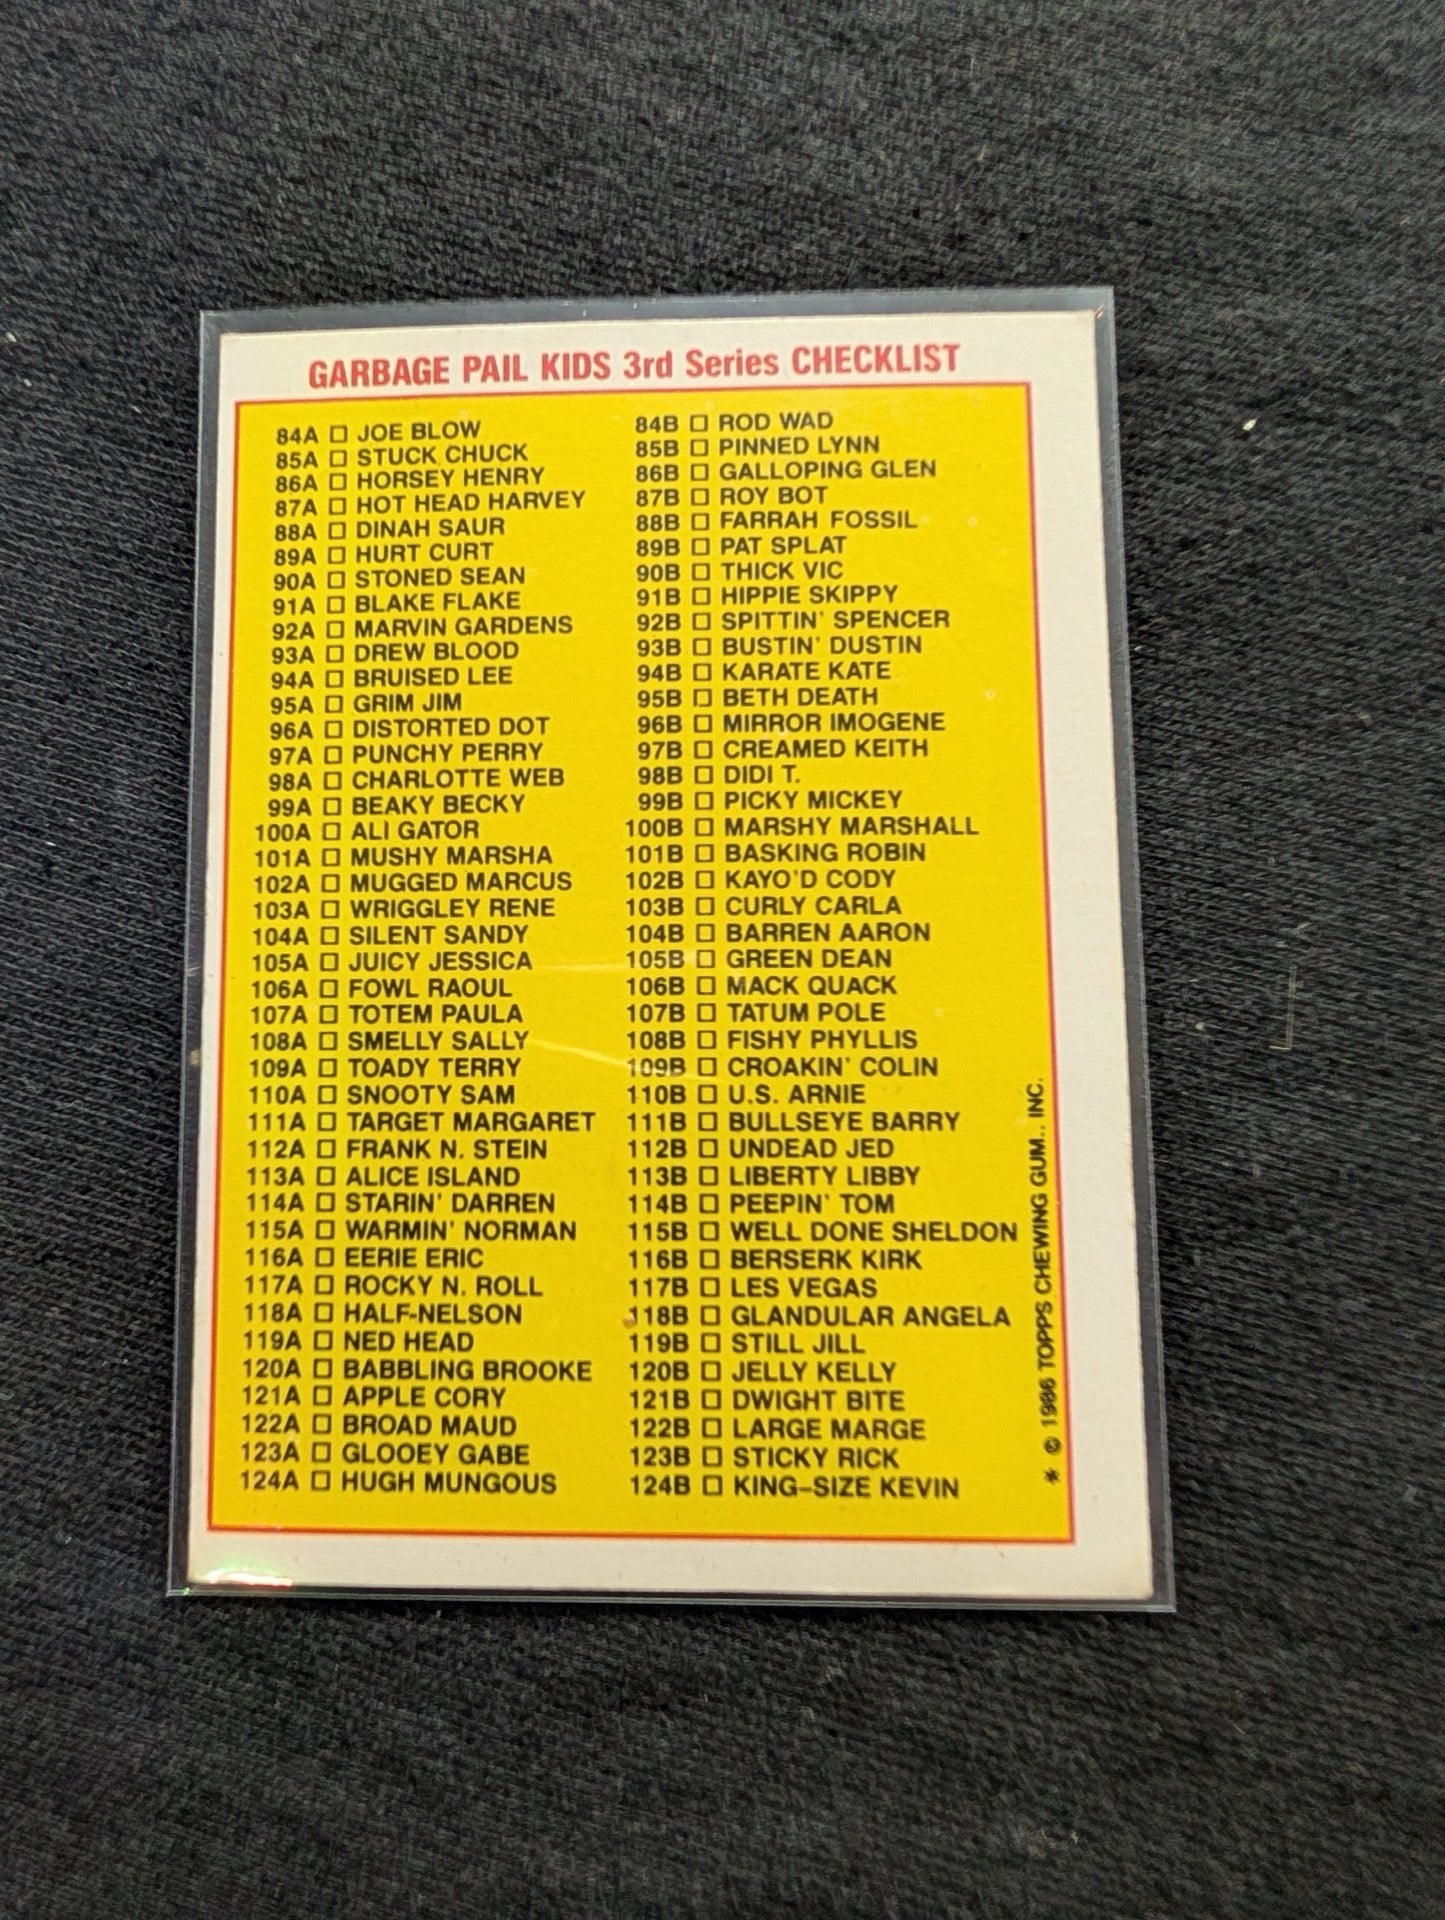 GARBAGE PAIL KIDS 3rd Series CHECKLIST
84A □ JOE BLOW 84B □ ROD WAD
85A □ STUCK CHUCK 85B □ PINNED LYNN
86A □ HORSEY HENRY 86B □ GALLOPING GLEN
87A □ HOT HEAD HARVEY 87B □ ROY BOT
88A □ DINAH SAUR 88B □ FARRAH FOSSIL
89A □ HURT CURT 89B □ PAT SPLAT
90A □ STONED SEAN 90B □ THICK VIC
91A □ BLAKE FLAKE 91B □ HIPPIE SKIPPY
92A □ MARVIN GARDENS 92B □ SPITTIN' SPENCER
93A □ DREW BLOOD 93B □ BUSTIN' DUSTIN
94A □ BRUISED LEE 94B □ KARATE KATE
95A □ GRIM JIM 95B □ BETH DEATH
96A □ DISTORTED DOT 96B □ MIRROR IMOGENE
97A □ PUNCHY PERRY 97B □ CREAMED KEITH
98A □ CHARLOTTE WEB 98B □ DIDI T.
99A □ BEAKY BECKY 99B □ PICKY MICKEY
100A □ ALI GATOR 100B □ MARSHY MARSHALL
101A □ MUSHY MARSHA 101B □ BASKING ROBIN
102A □ MUGGED MARCUS 102B □ KAYO'D CODY
103A □ WRIGGLEY RENE 103B □ CURLY CARLA
104A □ SILENT SANDY 104B □ BARREN AARON
105A □ JUICY JESSICA 105B □ GREEN DEAN
106A □ FOWL RAOUL 106B □ MACK QUACK
107A □ TOTEM PAULA 107B □ TATUM POLE
108A □ SMELLY SALLY 108B □ FISHY PHYLLIS
109A □ TOADY TERRY 109B □ CROAKIN' COLIN
110A □ SNOOTY SAM 110B □ U.S. ARNIE
111A □ TARGET MARGARET 111B □ BULLSEYE BARRY
112A □ FRANK N. STEIN 112B □ UNDEAD JED
113A □ ALICE ISLAND 113B □ LIBERTY LIBBY
114A □ STARIN' DARREN 114B □ PEEPIN' TOM
115A □ WARMIN' NORMAN 115B □ WELL DONE SHELDON
116A □ EERIE ERIC 116B □ BERSERK KIRK
117A □ ROCKY N. ROLL 117B □ LES VEGAS
118A □ HALF-NELSON 118B □ GLANDULAR ANGELA
119A □ NED HEAD 119B □ STILL JILL
120A □ BABBLING BROOKE 120B □ JELLY KELLY
121A □ APPLE CORY 121B □ DWIGHT BITE
122A □ BROAD MAUD 122B □ LARGE MARGE
123A □ GLOOEY GABE 123B □ STICKY RICK
124A □ HUGH MUNGOUS 124B □ KING-SIZE KEVIN
* © 1986 TOPPS CHEWING GUM., INC.